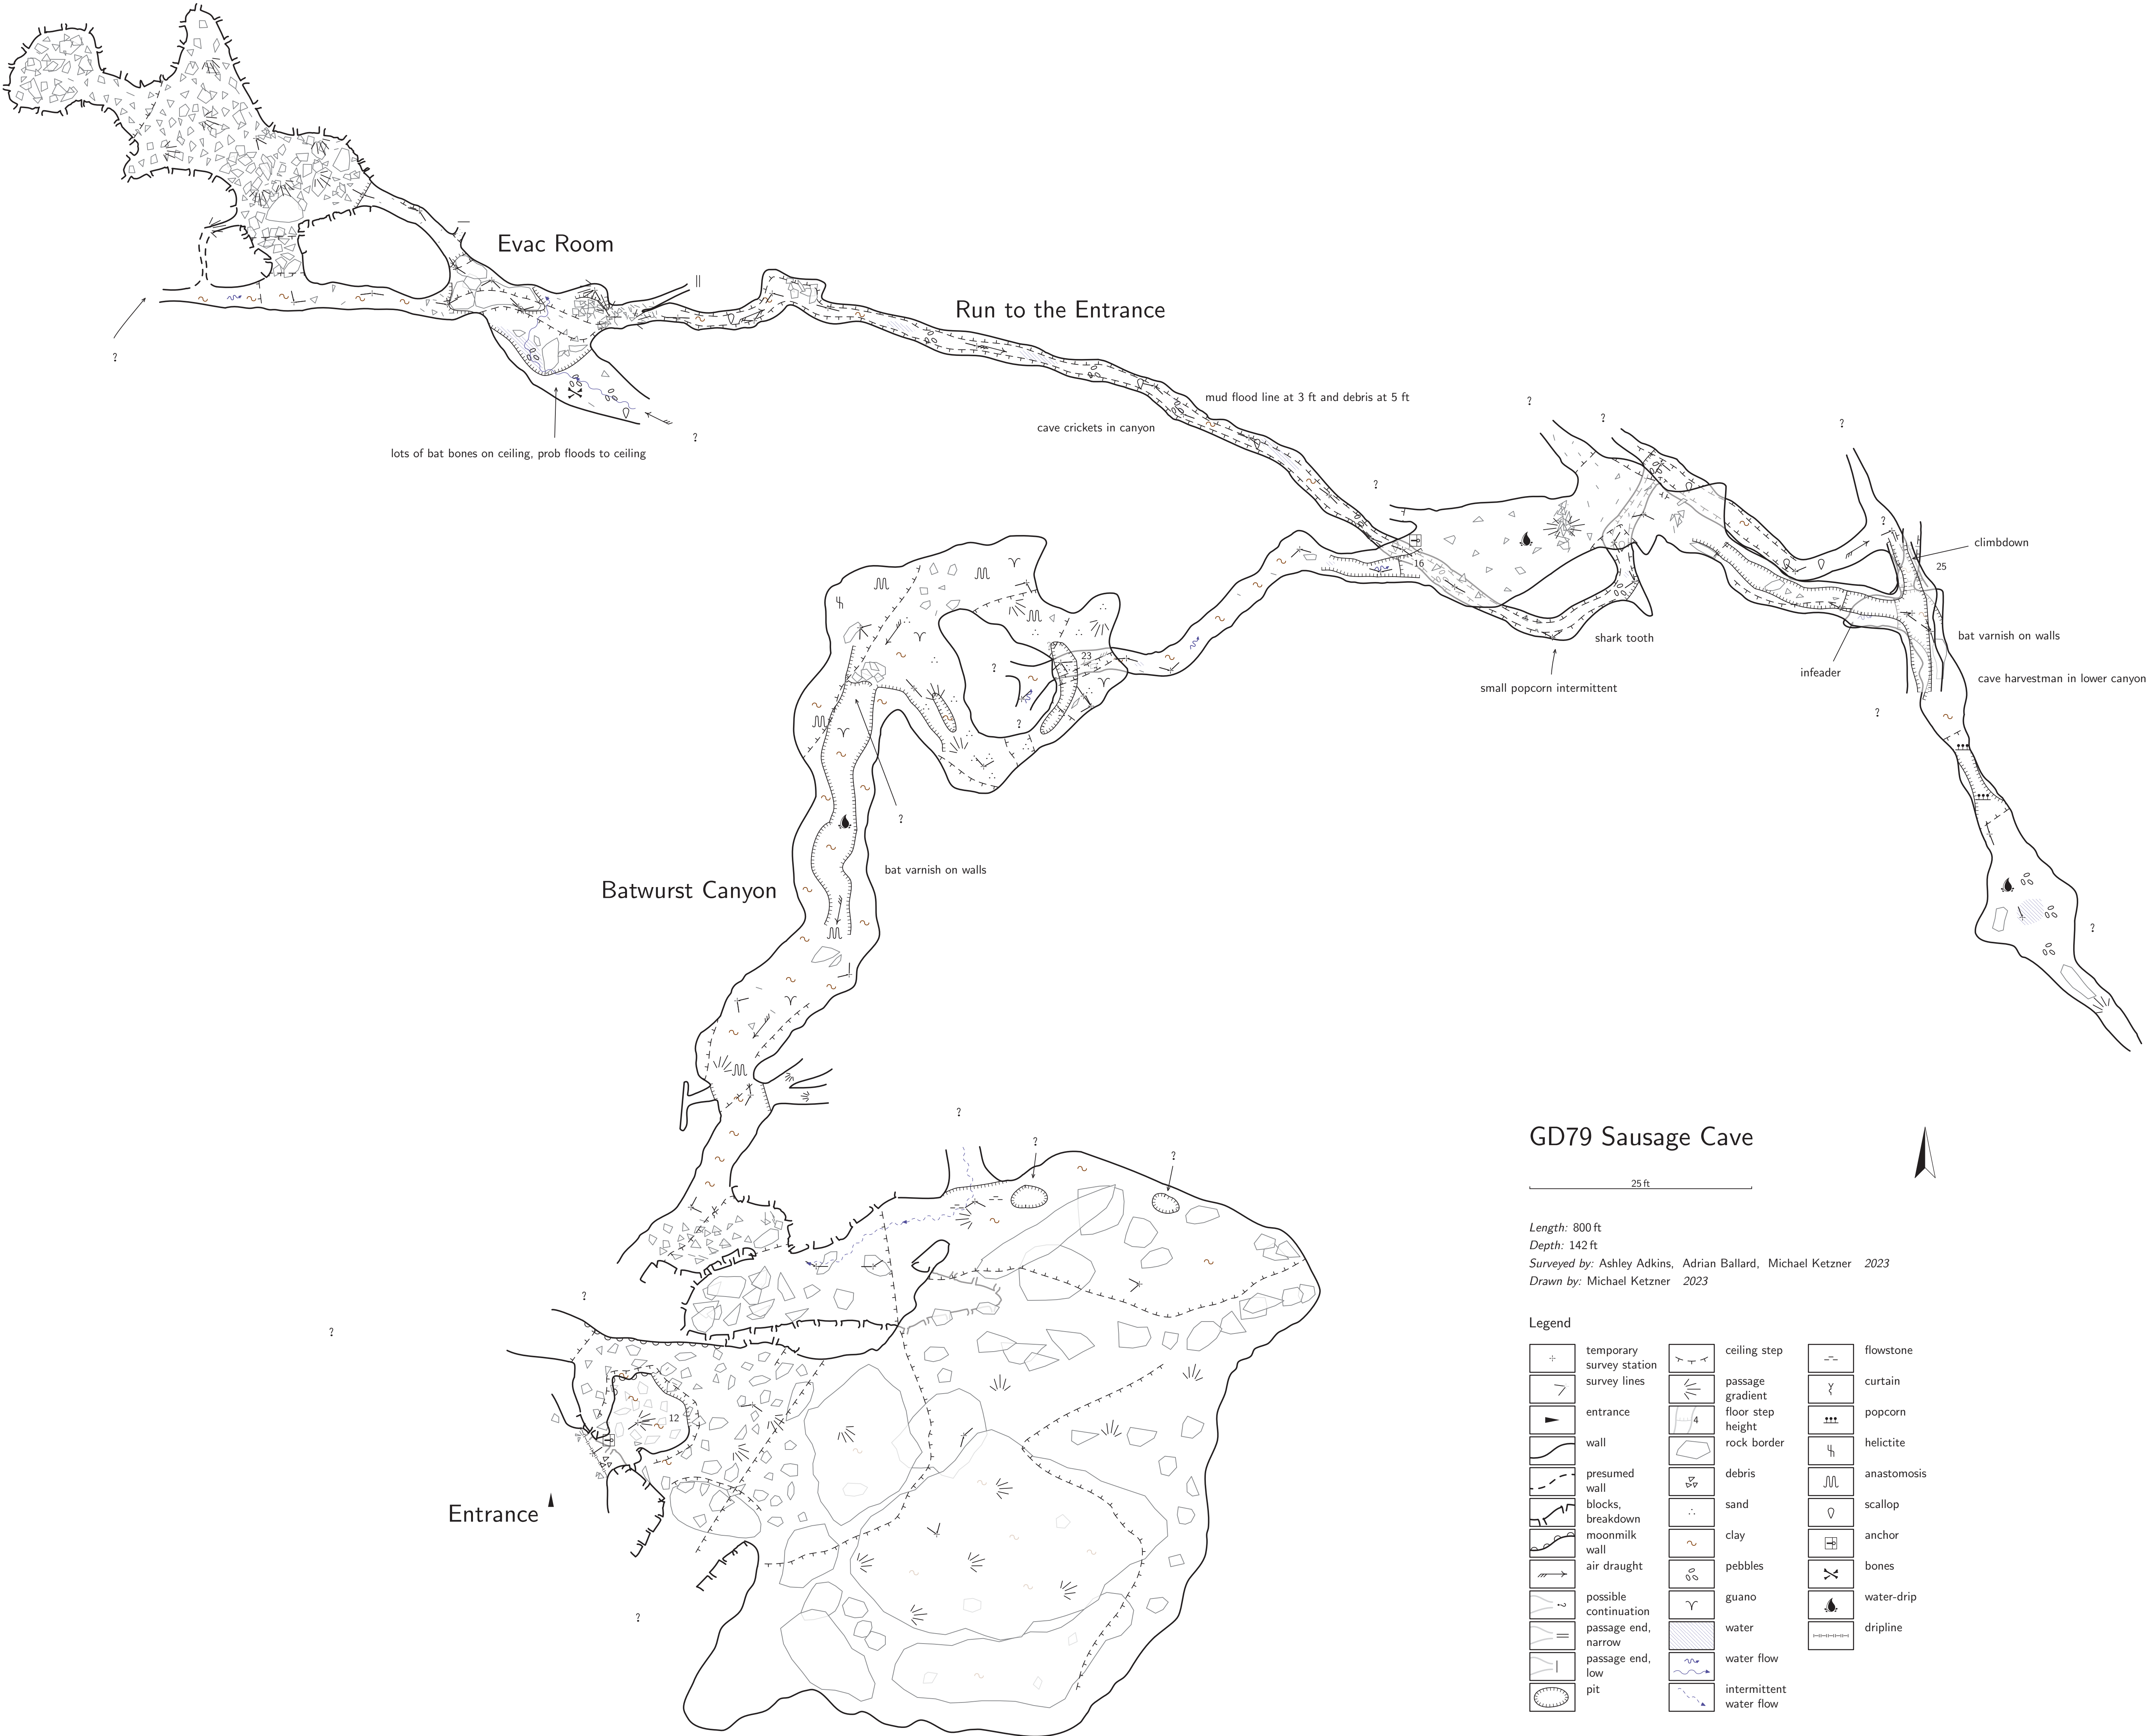 Evac Room
Run to the Entrance
?
mud flood line at 3 ft and debris at 5 ft
cave crickets in canyon
?
?
?
?
lots of bat bones on ceiling, prob floods to ceiling
?
?
16
climbdown
25
shark tooth
bat varnish on walls
small popcorn intermittent
infeader
cave harvestman in lower canyon
?
23
?
?
?
bat varnish on walls
Batwurst Canyon
?
?
?
?
?
?
12
Entrance
?
GD79 Sausage Cave
25 ft
Length: 800 ft
Depth: 142 ft
Surveyed by: Ashley Adkins, Adrian Ballard, Michael Ketzner 2023
Drawn by: Michael Ketzner 2023
Legend
temporary
survey station
survey lines
entrance
wall
presumed
wall
blocks,
breakdown
moonmilk
wall
air draught
?
possible
continuation
passage end,
narrow
passage end,
low
pit
ceiling step
passage
gradient
4
floor step
height
rock border
debris
sand
clay
pebbles
guano
water
water flow
intermittent
water flow
flowstone
curtain
popcorn
helictite
anastomosis
scallop
anchor
bones
water-drip
dripline